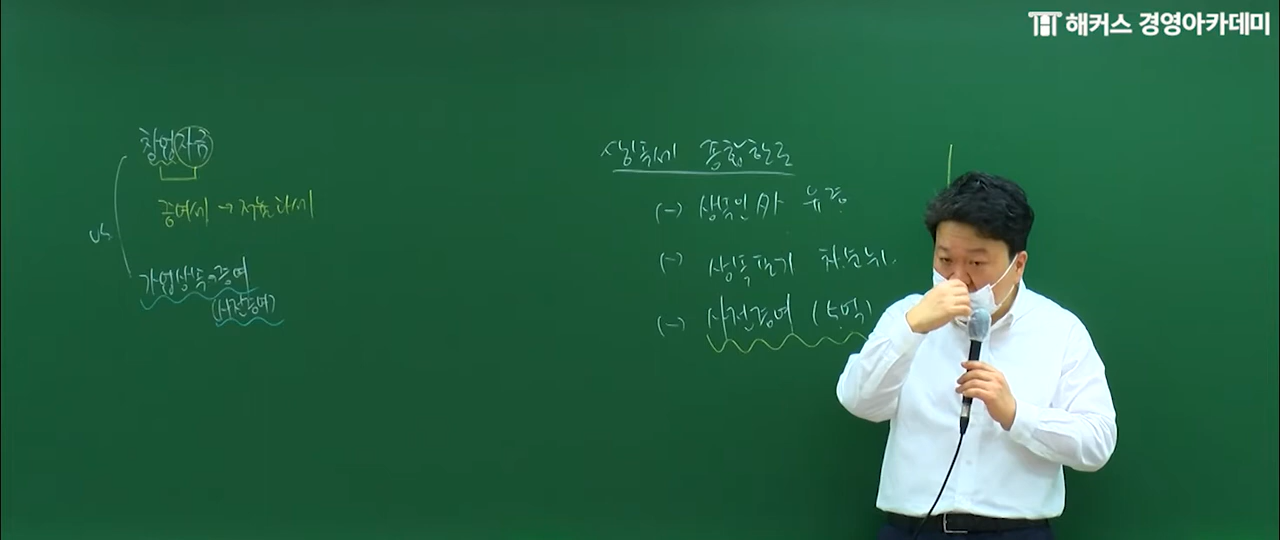 해커스 경영아카데미
창업자금
증여세 → 저율과세
vs
가업상속·증여
(사전증여)
상속세 종합한도
(-) 상속인 外 유증
(-) 상속포기 차순위
(-) 사전증여 (5억)